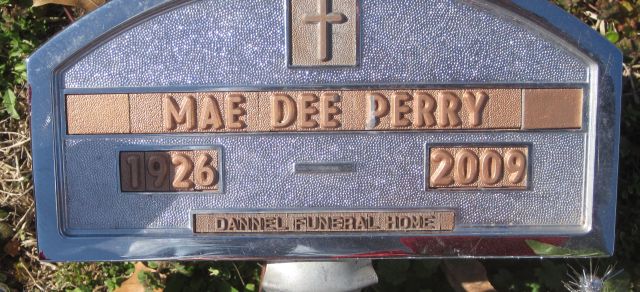 MAE DEE PERRY
1926 — 2009
DANNEL FUNERAL HOME